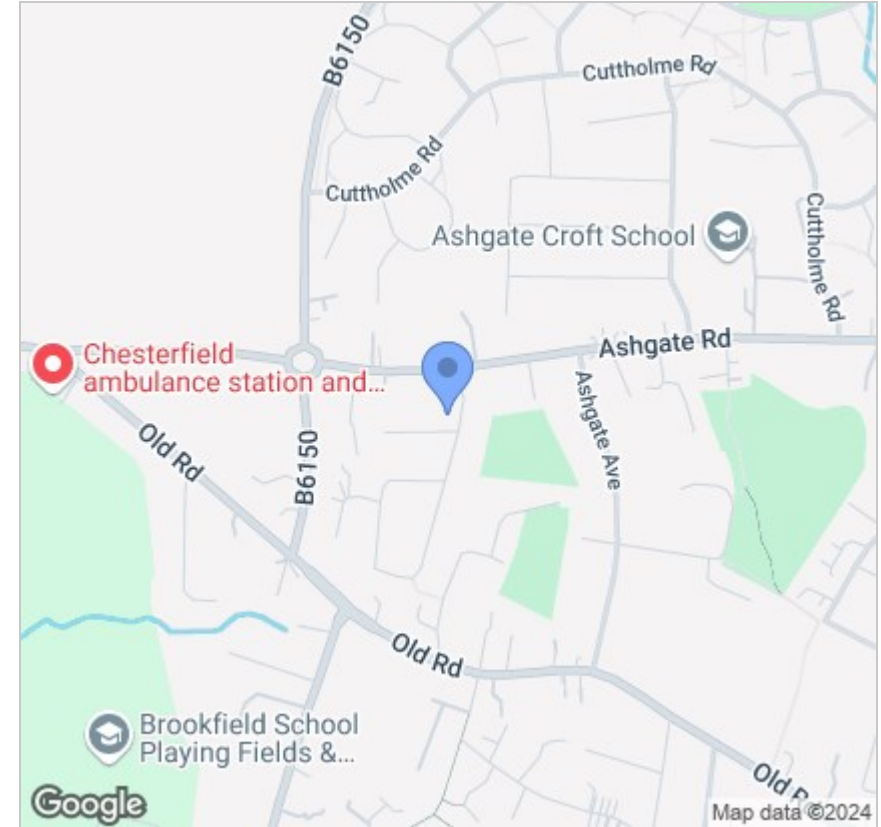 B6150
Cuttholme Rd
Cuttholme Rd
Cuttholme Rd
Ashgate Croft School
Ashgate Rd
Chesterfield
ambulance station and...
Ashgate Ave
Old Rd
B6150
Old Rd
Brookfield School
Playing Fields &...
Old
Google
Map data ©2024